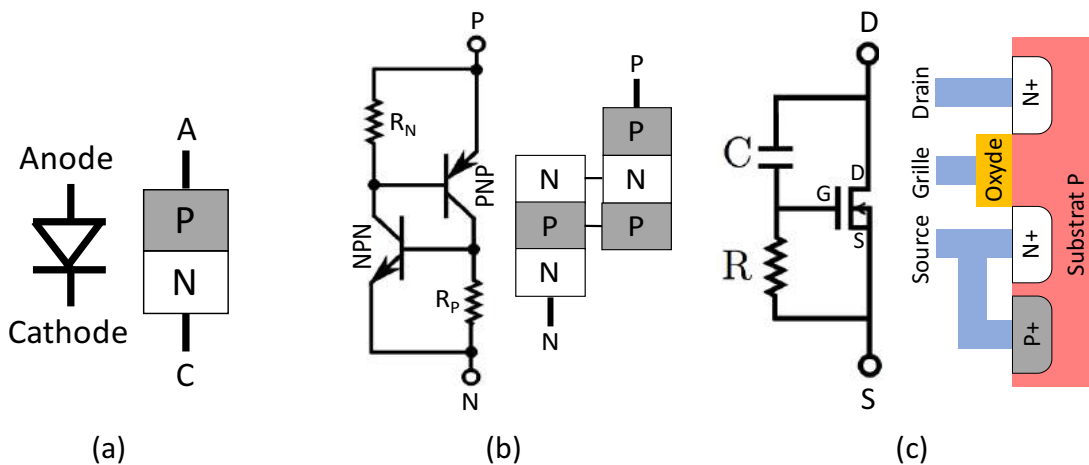 Anode
Cathode
A
P
N
C
(a)
P
R_N
PNP
NPN
R_P
N
P
P
N
N
P
P
N
N
(b)
D
C
D
G
S
R
S
Drain
Grille
Source
Oxyde
N+
N+
P+
Substrat P
(c)